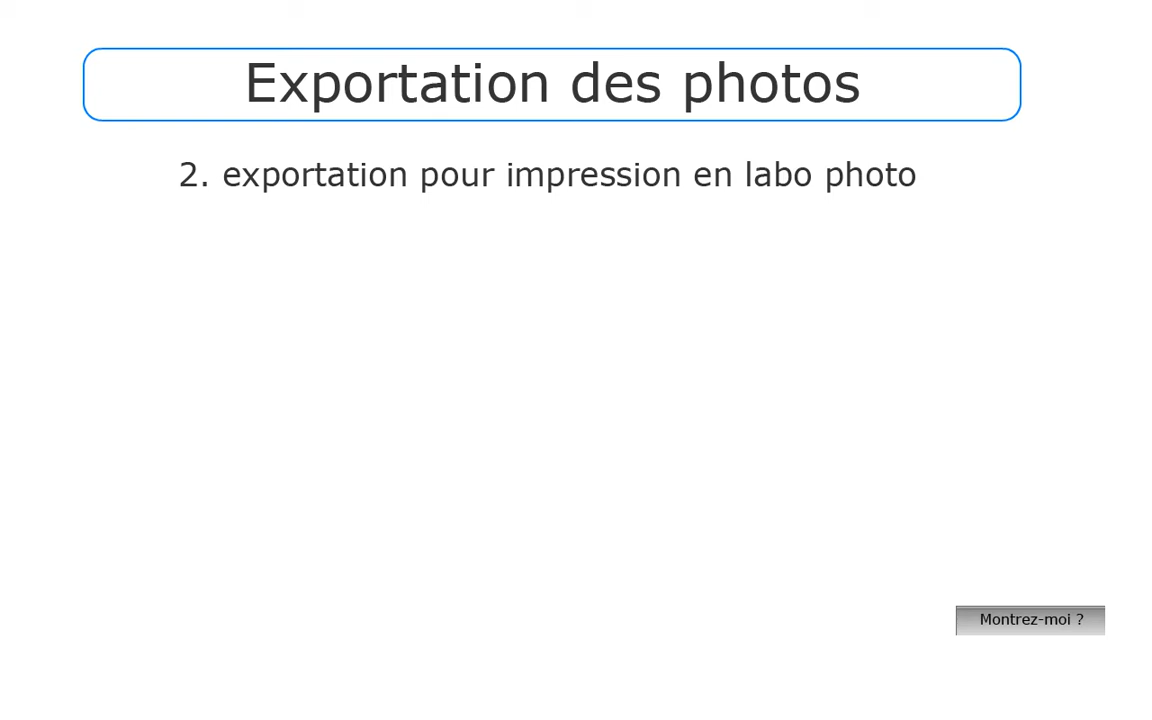 Exportation des photos
2. exportation pour impression en labo photo
Montrez-moi ?